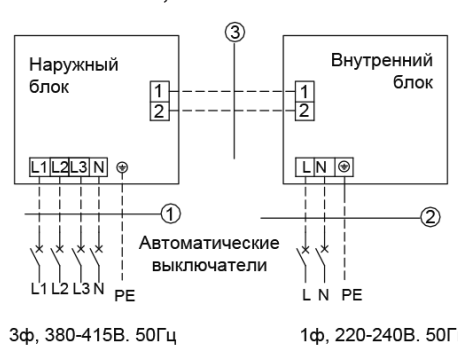 3
Наружный
блок
Внутренний
блок
1
2
1
2
L1 L2 L3 N
L N
1
2
Автоматические
выключатели
L1 L2 L3 N PE
L N PE
3ф, 380-415В. 50Гц
1ф, 220-240В. 50Г